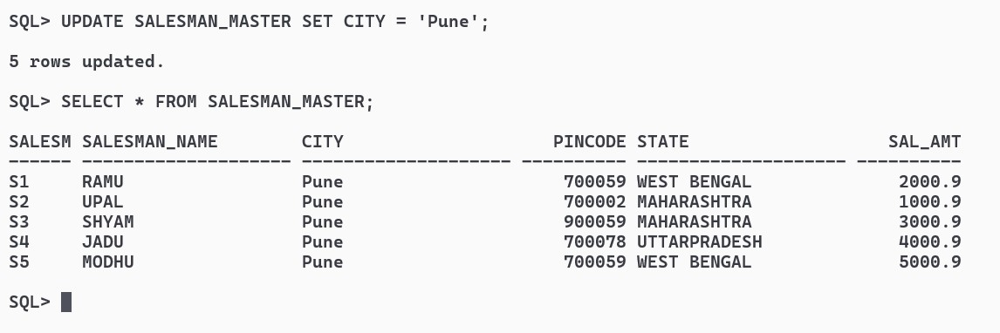 SQL> UPDATE SALESMAN_MASTER SET CITY = 'Pune';
5 rows updated.
SQL> SELECT * FROM SALESMAN_MASTER;
SALESM SALESMAN_NAME        CITY                    PINCODE STATE                   SAL_AMT
------ -------------------- -------------------- ---------- -------------------- ----------
S1     RAMU                 Pune                     700059 WEST BENGAL              2000.9
S2     UPAL                 Pune                     700002 MAHARASHTRA              1000.9
S3     SHYAM                Pune                     900059 MAHARASHTRA              3000.9
S4     JADU                 Pune                     700078 UTTARPRADESH             4000.9
S5     MODHU                Pune                     700059 WEST BENGAL              5000.9
SQL>